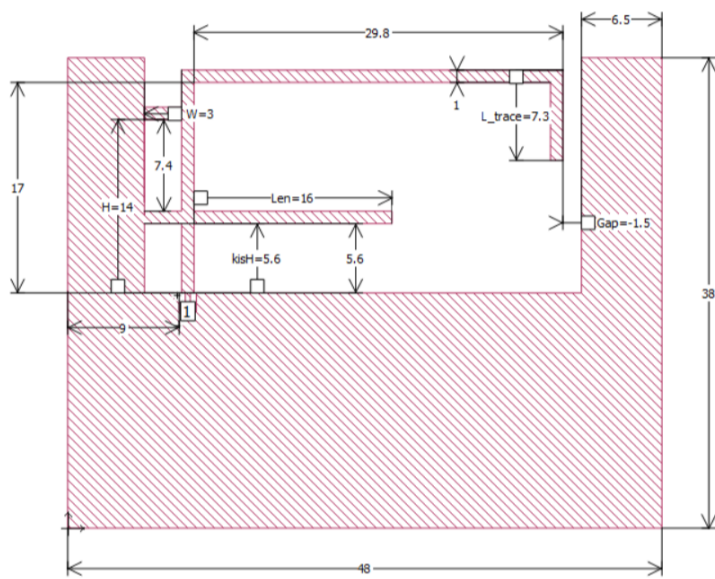 6.5
29.8
1
L_trace=7.3
W=3
7.4
17
H=14
Len=16
Gap=-1.5
kisH=5.6
5.6
38
1
9
48